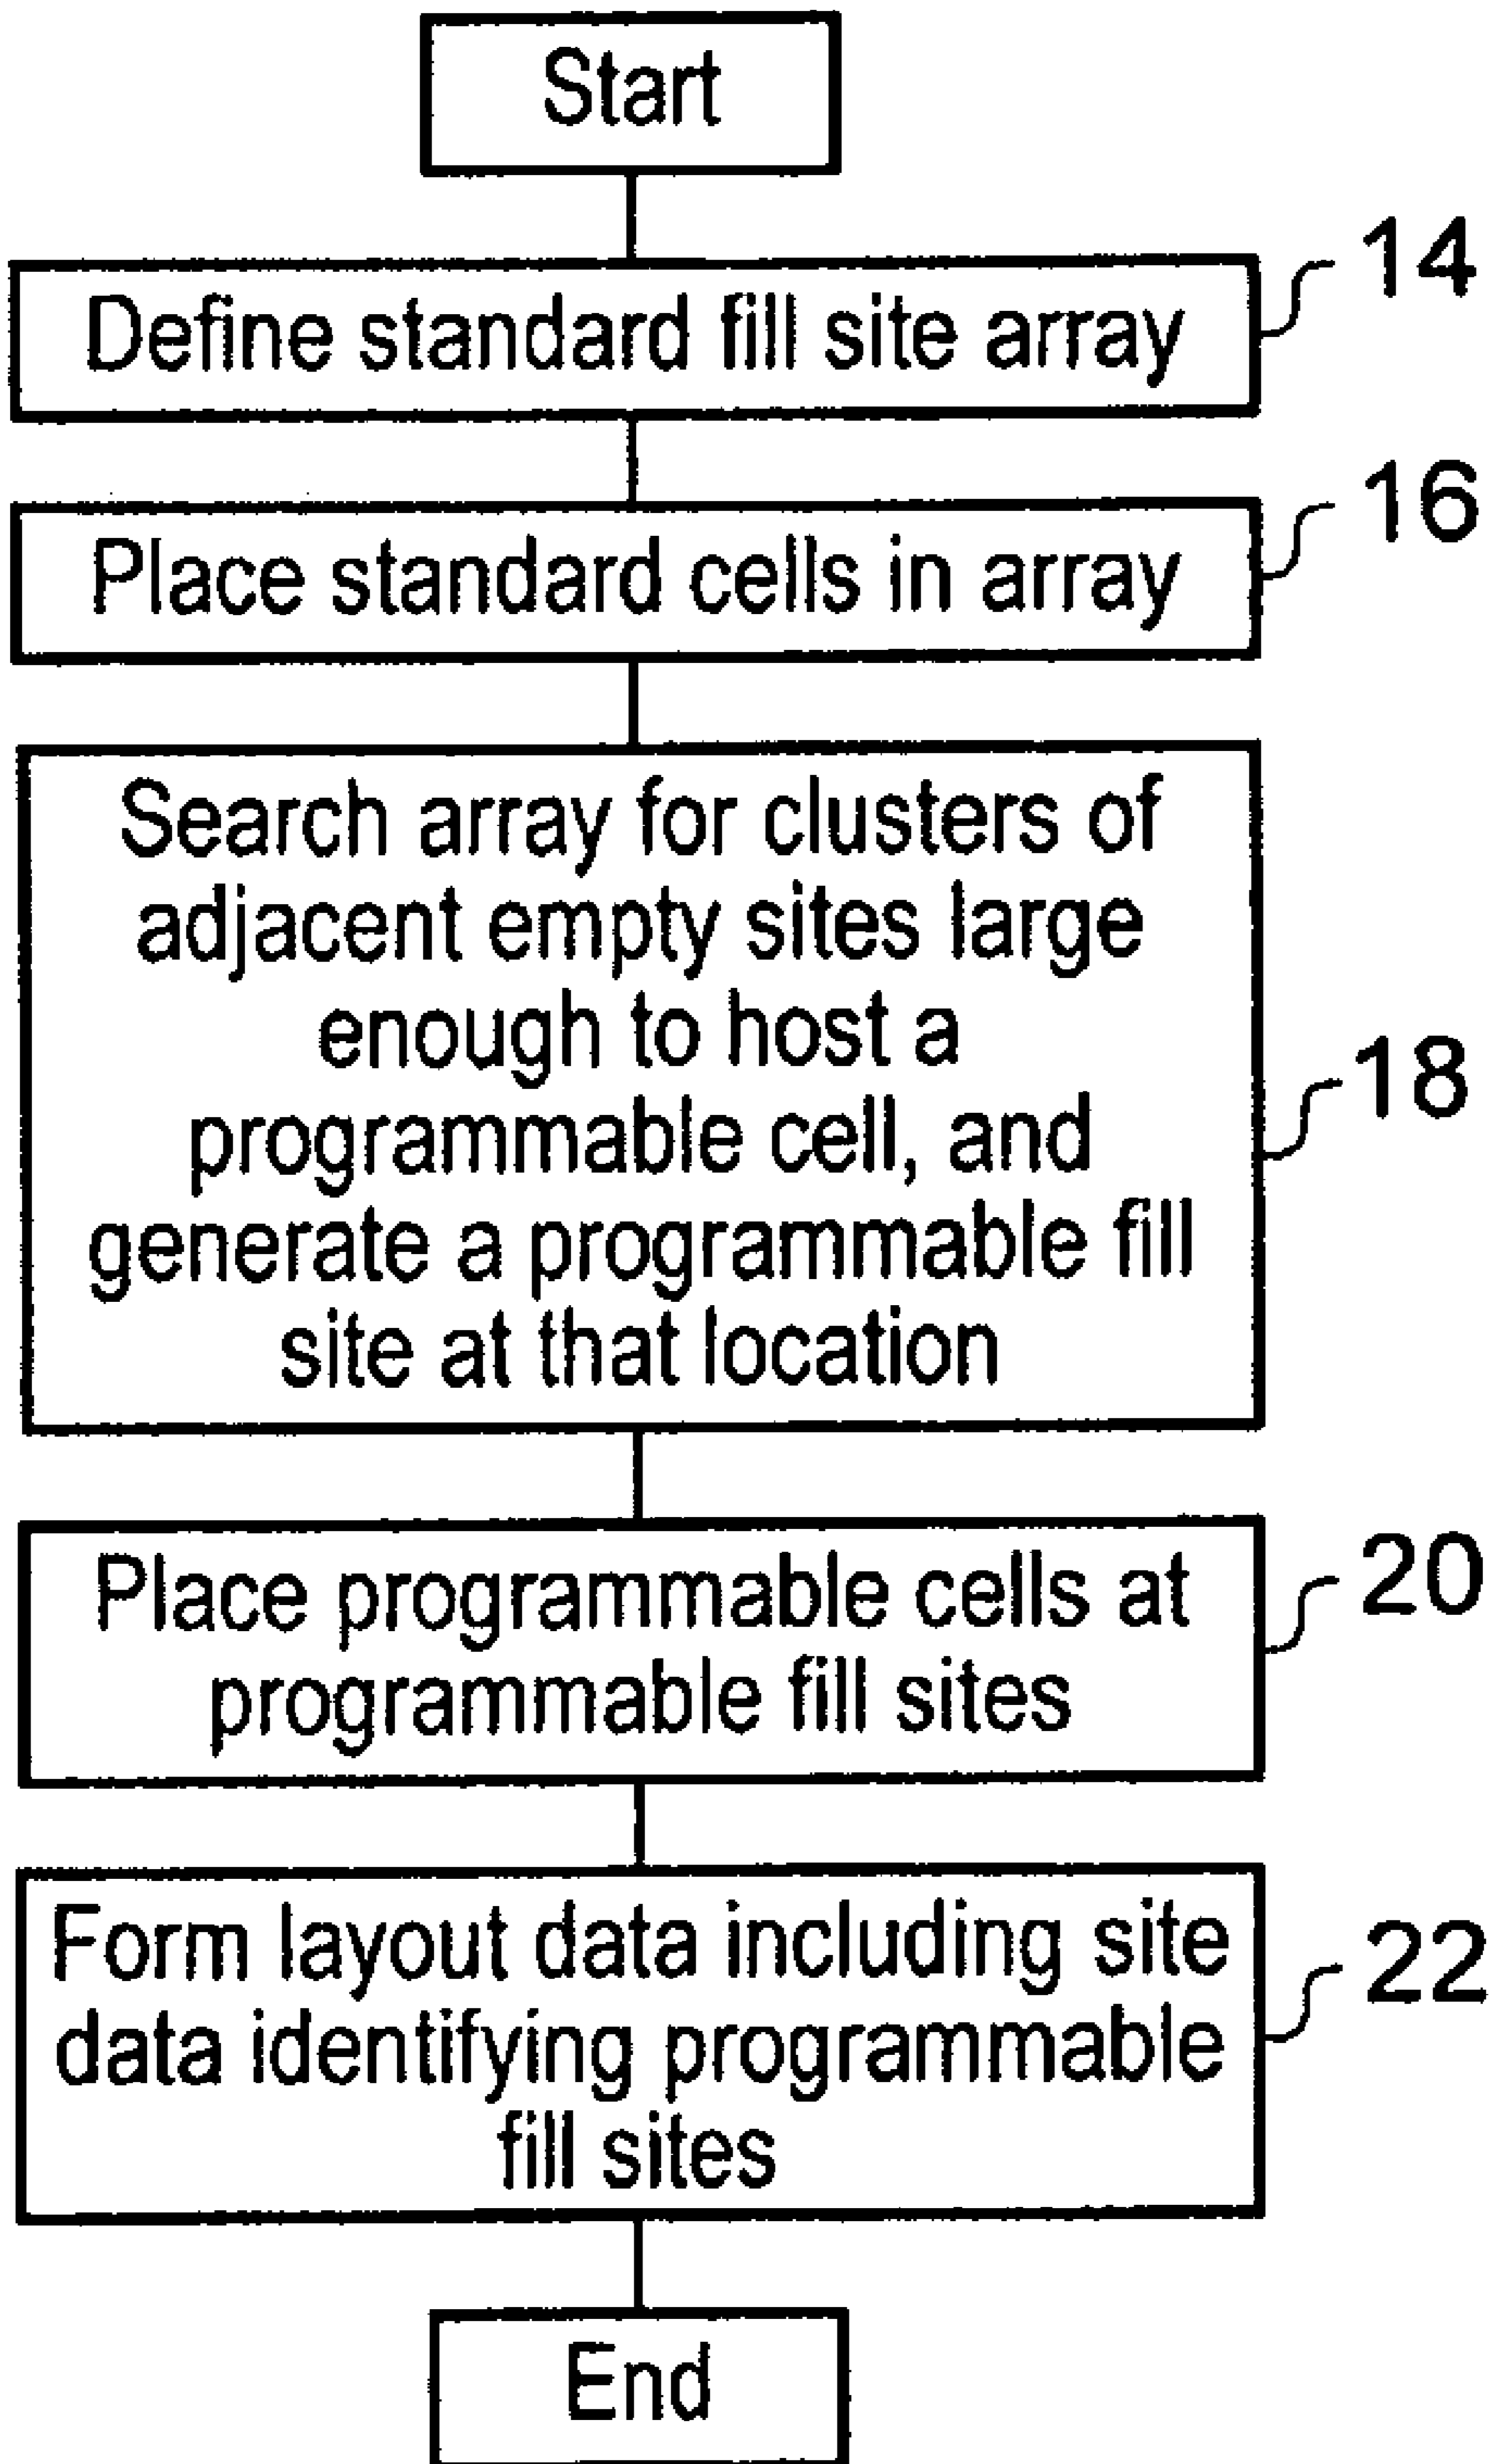 Start
Define standard fill site array
14
Place standard cells in array
16
Search array for clusters of
adjacent empty sites large
enough to host a
programmable cell, and
generate a programmable fill
site at that location
18
Place programmable cells at
programmable fill sites
20
Form layout data including site
data identifying programmable
fill sites
22
End